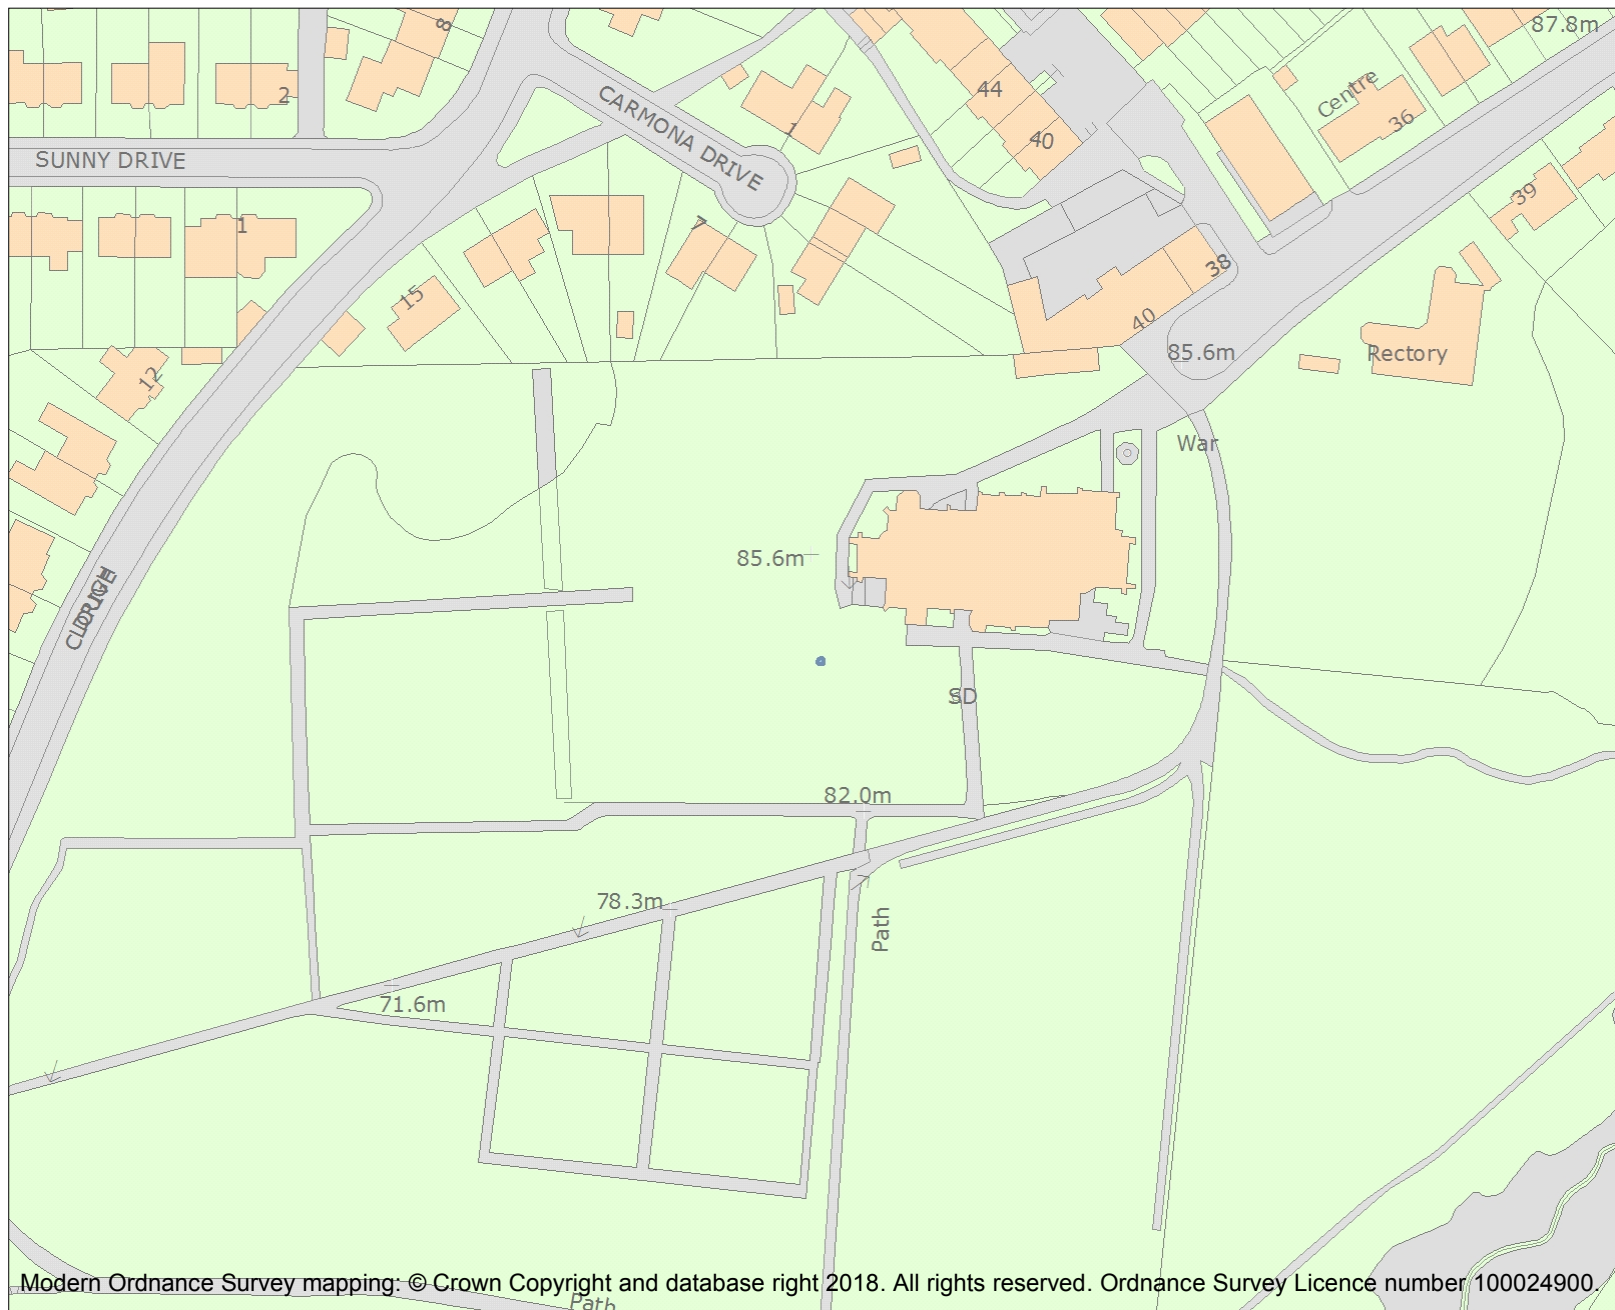 87.8m
8
2
44
Centre
36
CARMONA DRIVE
1
40
SUNNY DRIVE
39
1
7
38
15
40
85.6m
Rectory
12
War
85.6m
CLORICH
DRIVE
SD
82.0m
78.3m
Path
71.6m
Modern Ordnance Survey mapping: © Crown Copyright and database right 2018. All rights reserved. Ordnance Survey Licence number 100024900.
Path